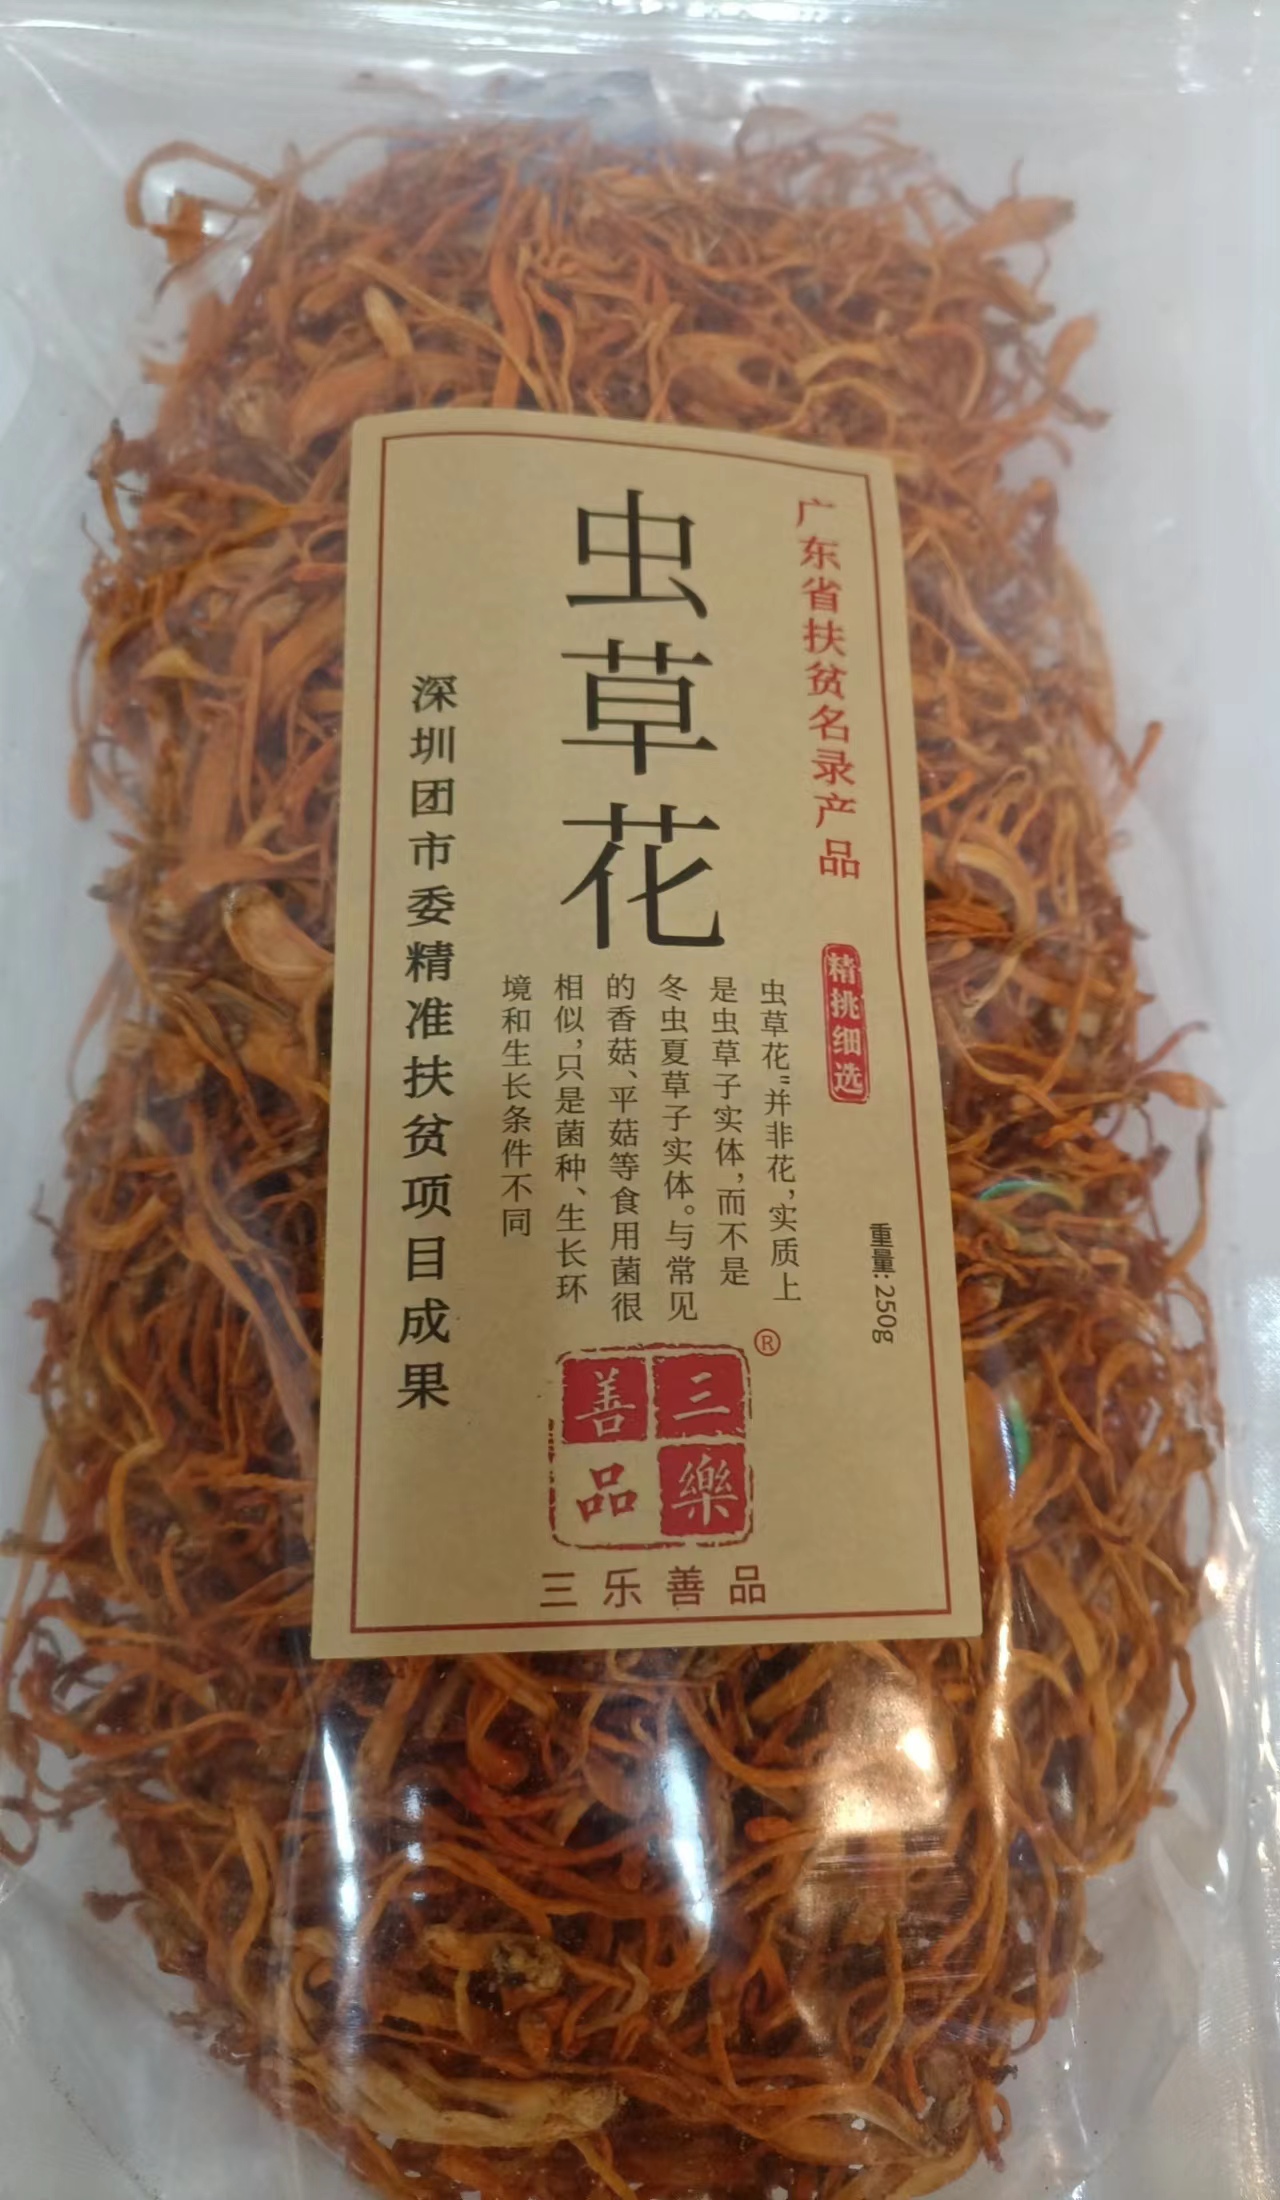 广东省扶贫名录产品
精挑细选
重量:250g
虫草花
虫草花"并非花,实质上
是虫草子实体,而不是
冬虫夏草子实体。与常见
的香菇、平菇等食用菌很
相似,只是菌种、生长环
境和生长条件不同
深圳团市委精准扶贫项目成果
三樂
善品
®
三乐善品